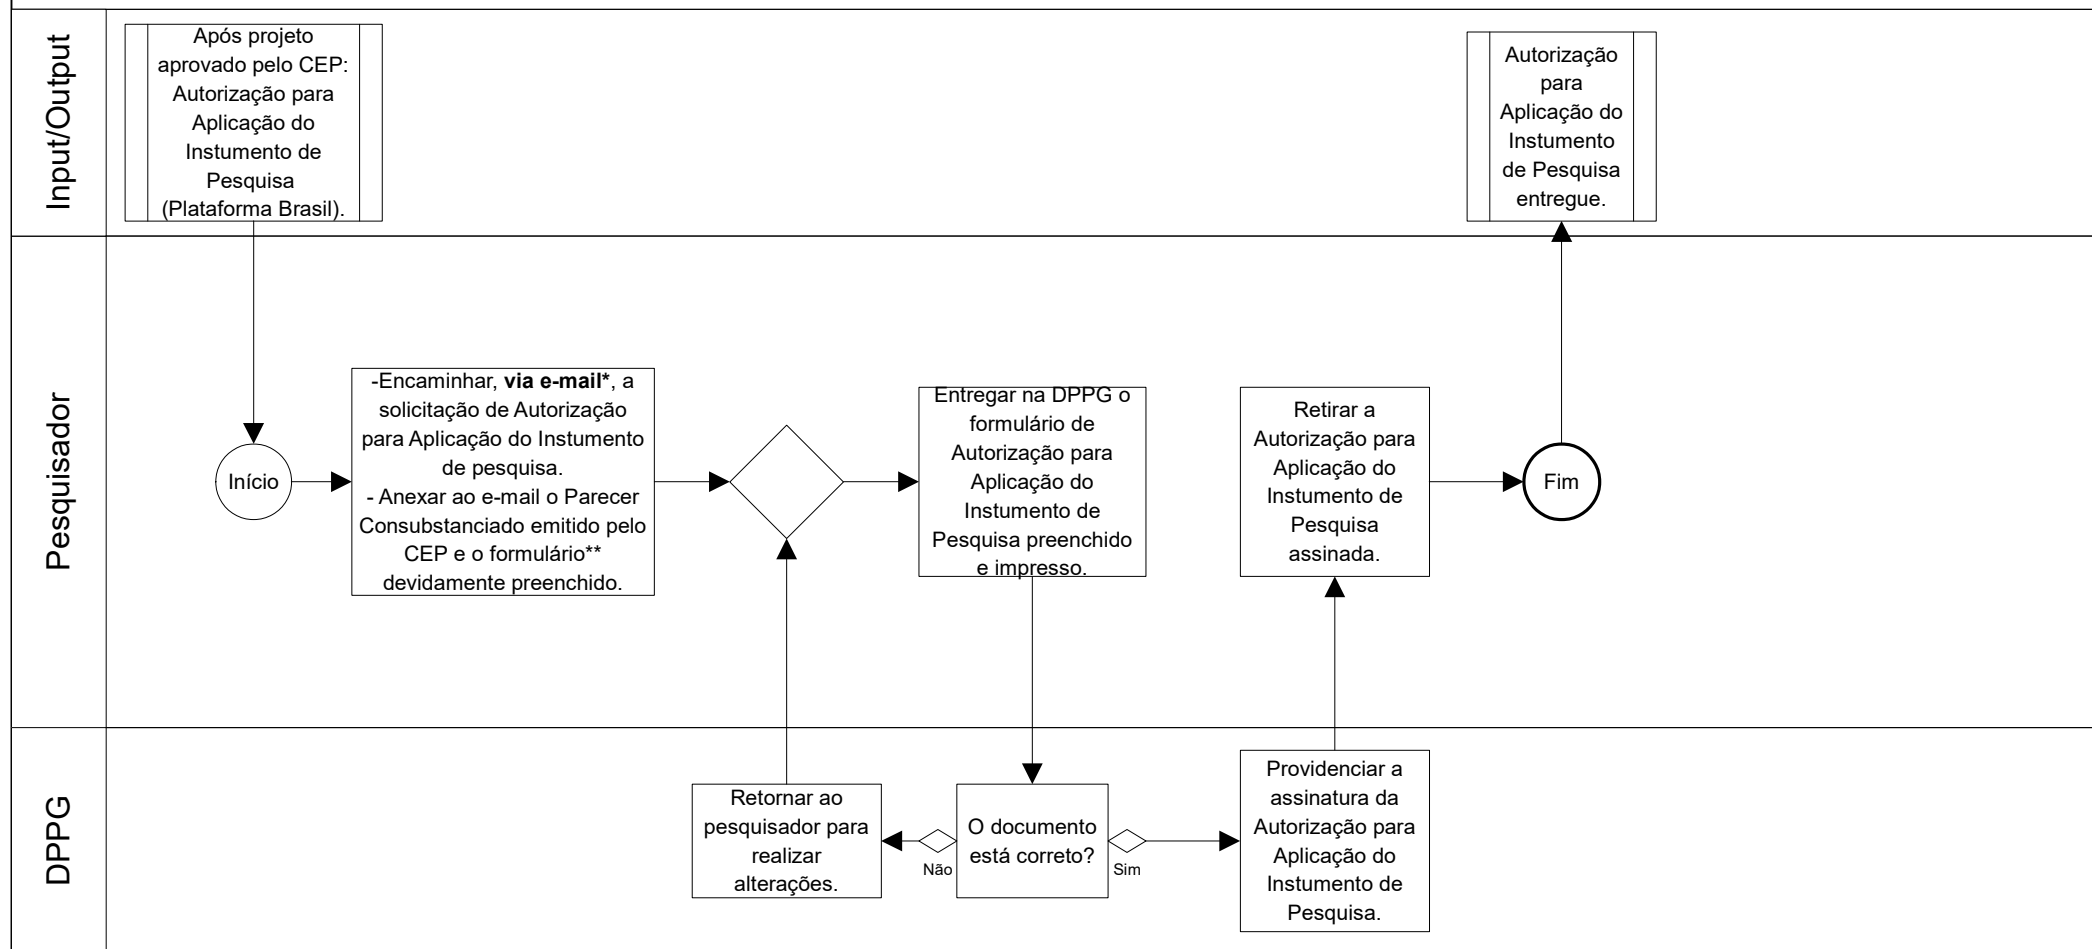 Input/Output
Após projeto
aprovado pelo CEP:
Autorização para
Aplicação do
Instumento de
Pesquisa
(Plataforma Brasil).
Autorização
para
Aplicação do
Instumento
de Pesquisa
entregue.
Pesquisador
Início
-Encaminhar, via e-mail*, a
solicitação de Autorização
para Aplicação do Instumento
de pesquisa.
- Anexar ao e-mail o Parecer
Consubstanciado emitido pelo
CEP e o formulário**
devidamente preenchido.
Entregar na DPPG o
formulário de
Autorização para
Aplicação do
Instumento de
Pesquisa preenchido
e impresso.
Retirar a
Autorização para
Aplicação do
Instumento de
Pesquisa
assinada.
Fim
DPPG
Retornar ao
pesquisador para
realizar
alterações.
Não
O documento
está correto?
Sim
Providenciar a
assinatura da
Autorização para
Aplicação do
Instumento de
Pesquisa.